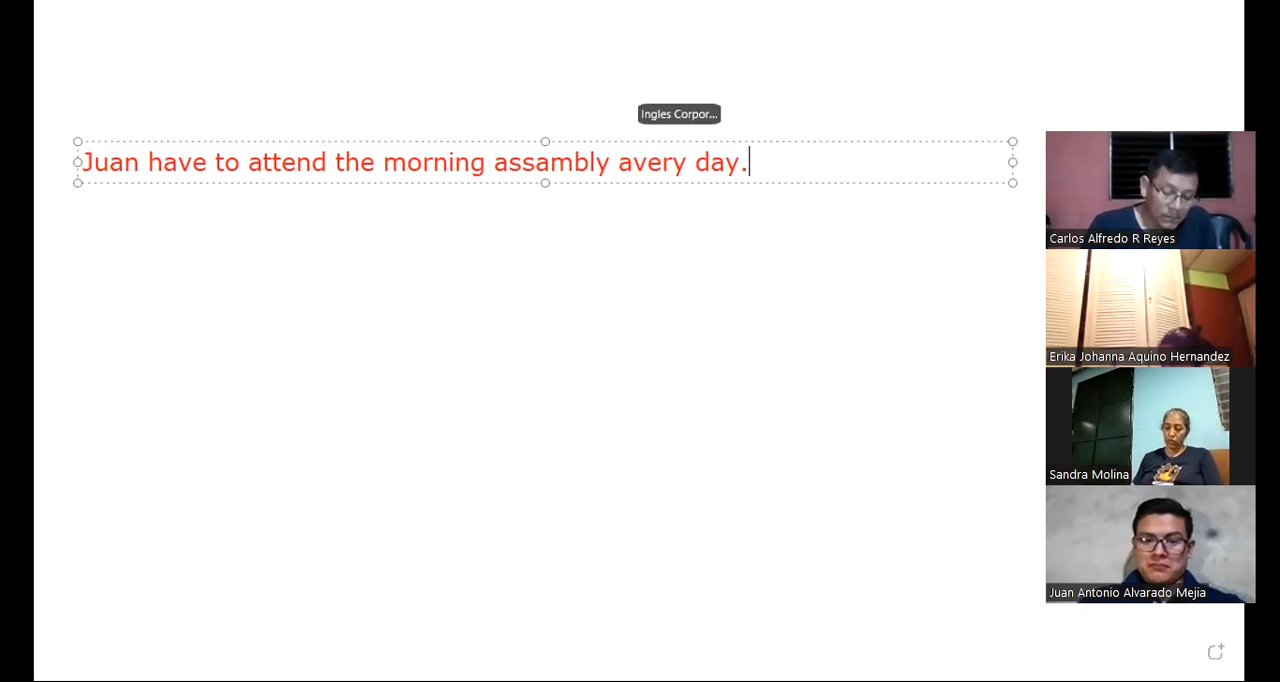 Ingles Corpor...
Juan have to attend the morning assambly avery day.
Carlos Alfredo R Reyes
Erika Johanna Aquino Hernandez
Sandra Molina
Juan Antonio Alvarado Mejia